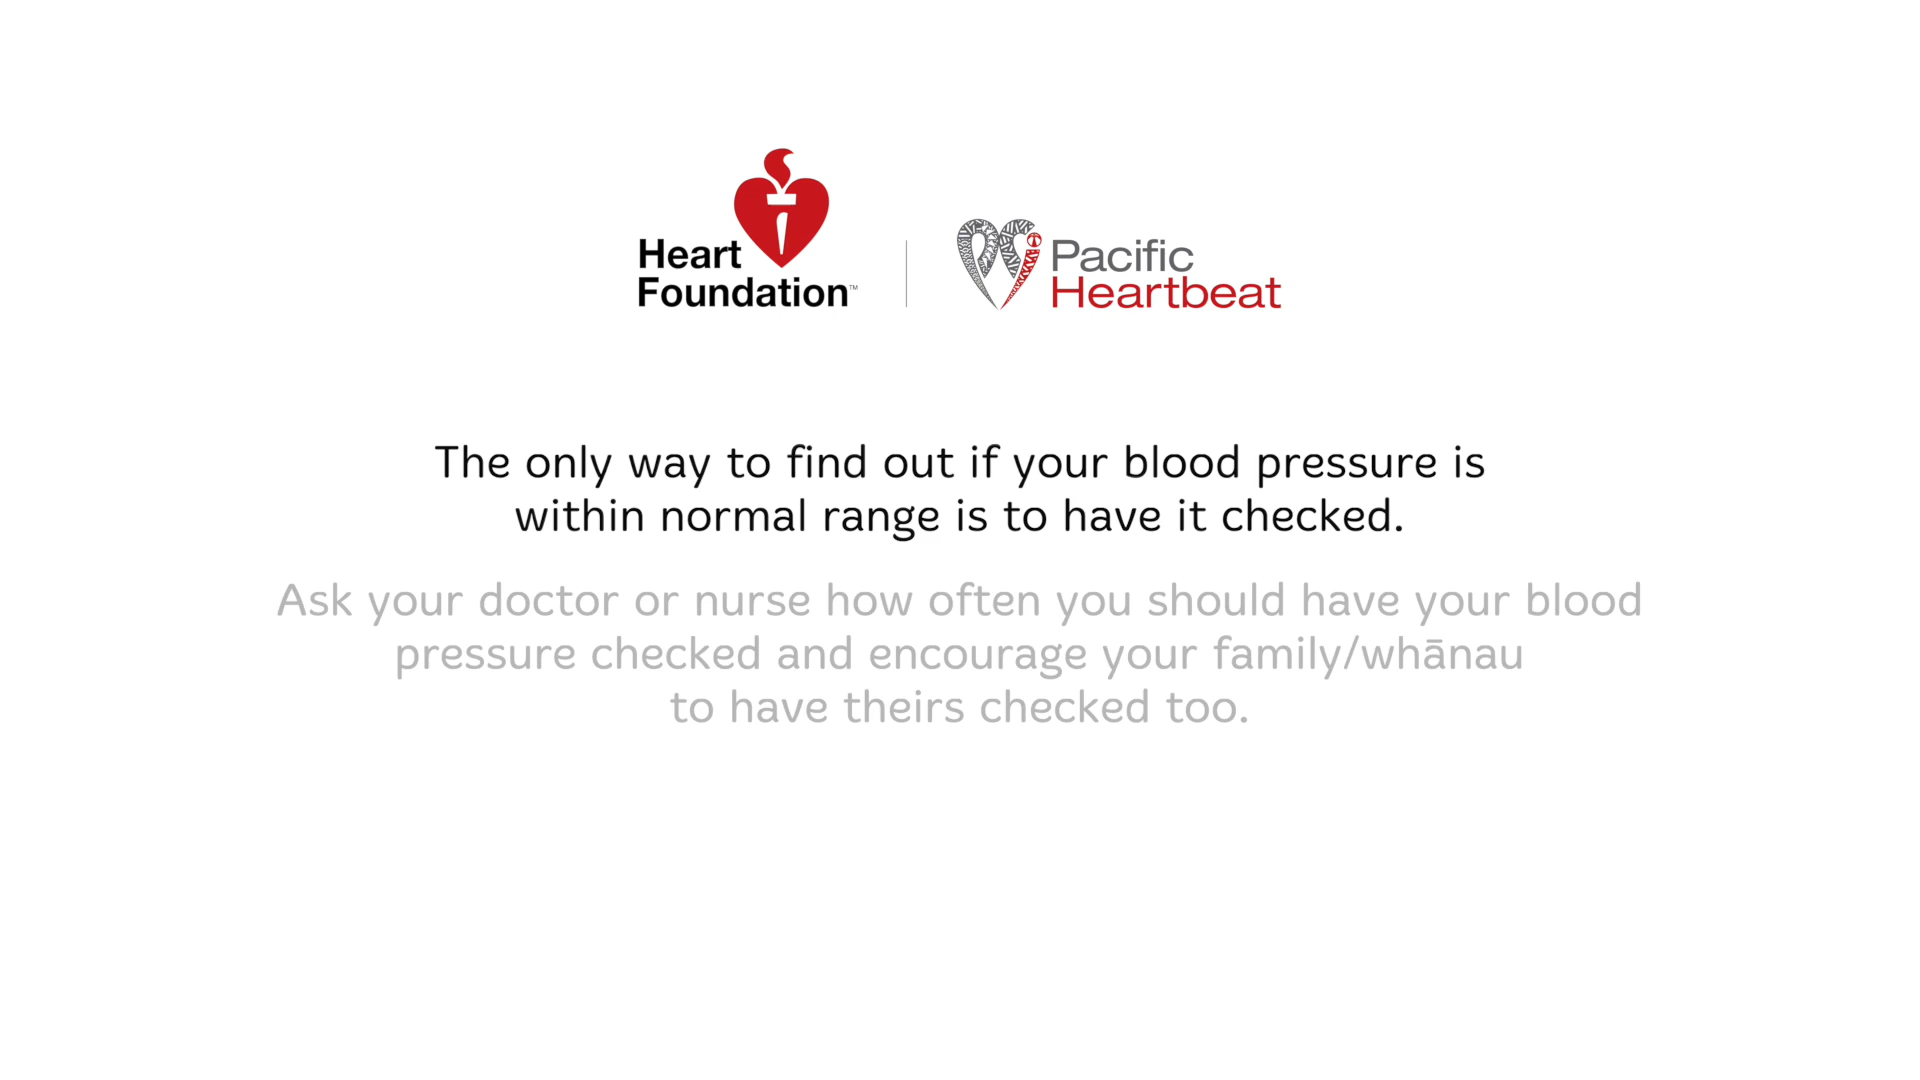 Heart
Foundation™
Pacific
Heartbeat
The only way to find out if your blood pressure is
within normal range is to have it checked.
Ask your doctor or nurse how often you should have your blood
pressure checked and encourage your family/whānau
to have theirs checked too.